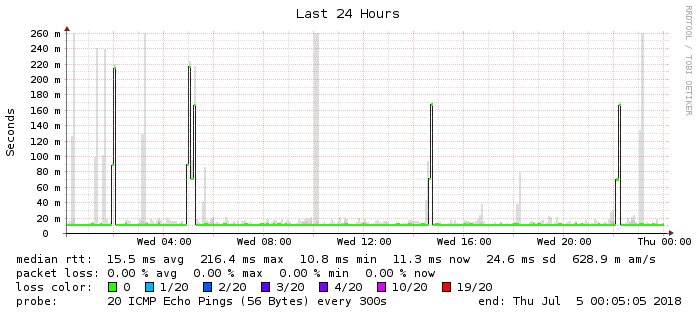 Last 24 Hours
RRDTOOL / TOBI OETIKER
Seconds
260 m
240 m
220 m
200 m
180 m
160 m
140 m
120 m
100 m
80 m
60 m
40 m
20 m
0
Wed 04:00 Wed 08:00 Wed 12:00 Wed 16:00 Wed 20:00 Thu 00:00
median rtt: 15.5 ms avg 216.4 ms max 10.8 ms min 11.3 ms now 24.6 ms sd 628.9 m am/s
packet loss: 0.00 % avg 0.00 % max 0.00 % min 0.00 % now
loss color: 0 1/20 2/20 3/20 4/20 10/20 19/20
probe: 20 ICMP Echo Pings (56 Bytes) every 300s end: Thu Jul 5 00:05:05 2018